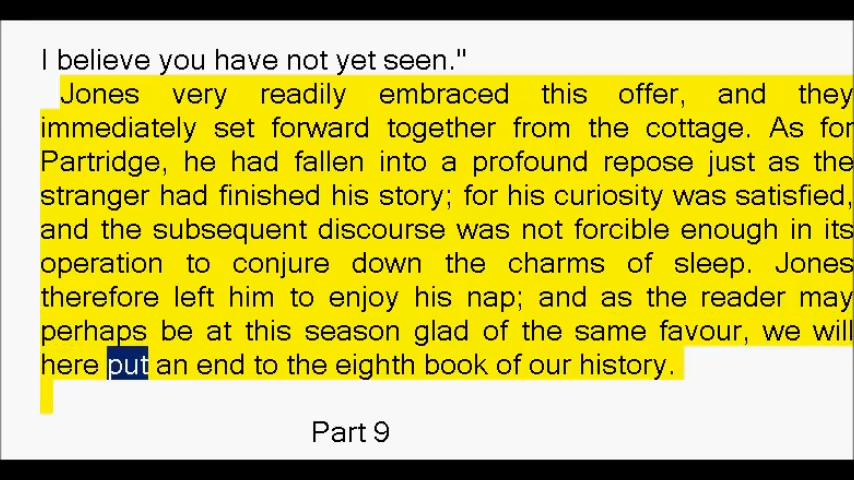 I believe you have not yet seen."
Jones very readily embraced this offer, and they
immediately set forward together from the cottage. As for
Partridge, he had fallen into a profound repose just as the
stranger had finished his story; for his curiosity was satisfied,
and the subsequent discourse was not forcible enough in its
operation to conjure down the charms of sleep. Jones
therefore left him to enjoy his nap; and as the reader may
perhaps be at this season glad of the same favour, we will
here put an end to the eighth book of our history.
Part 9